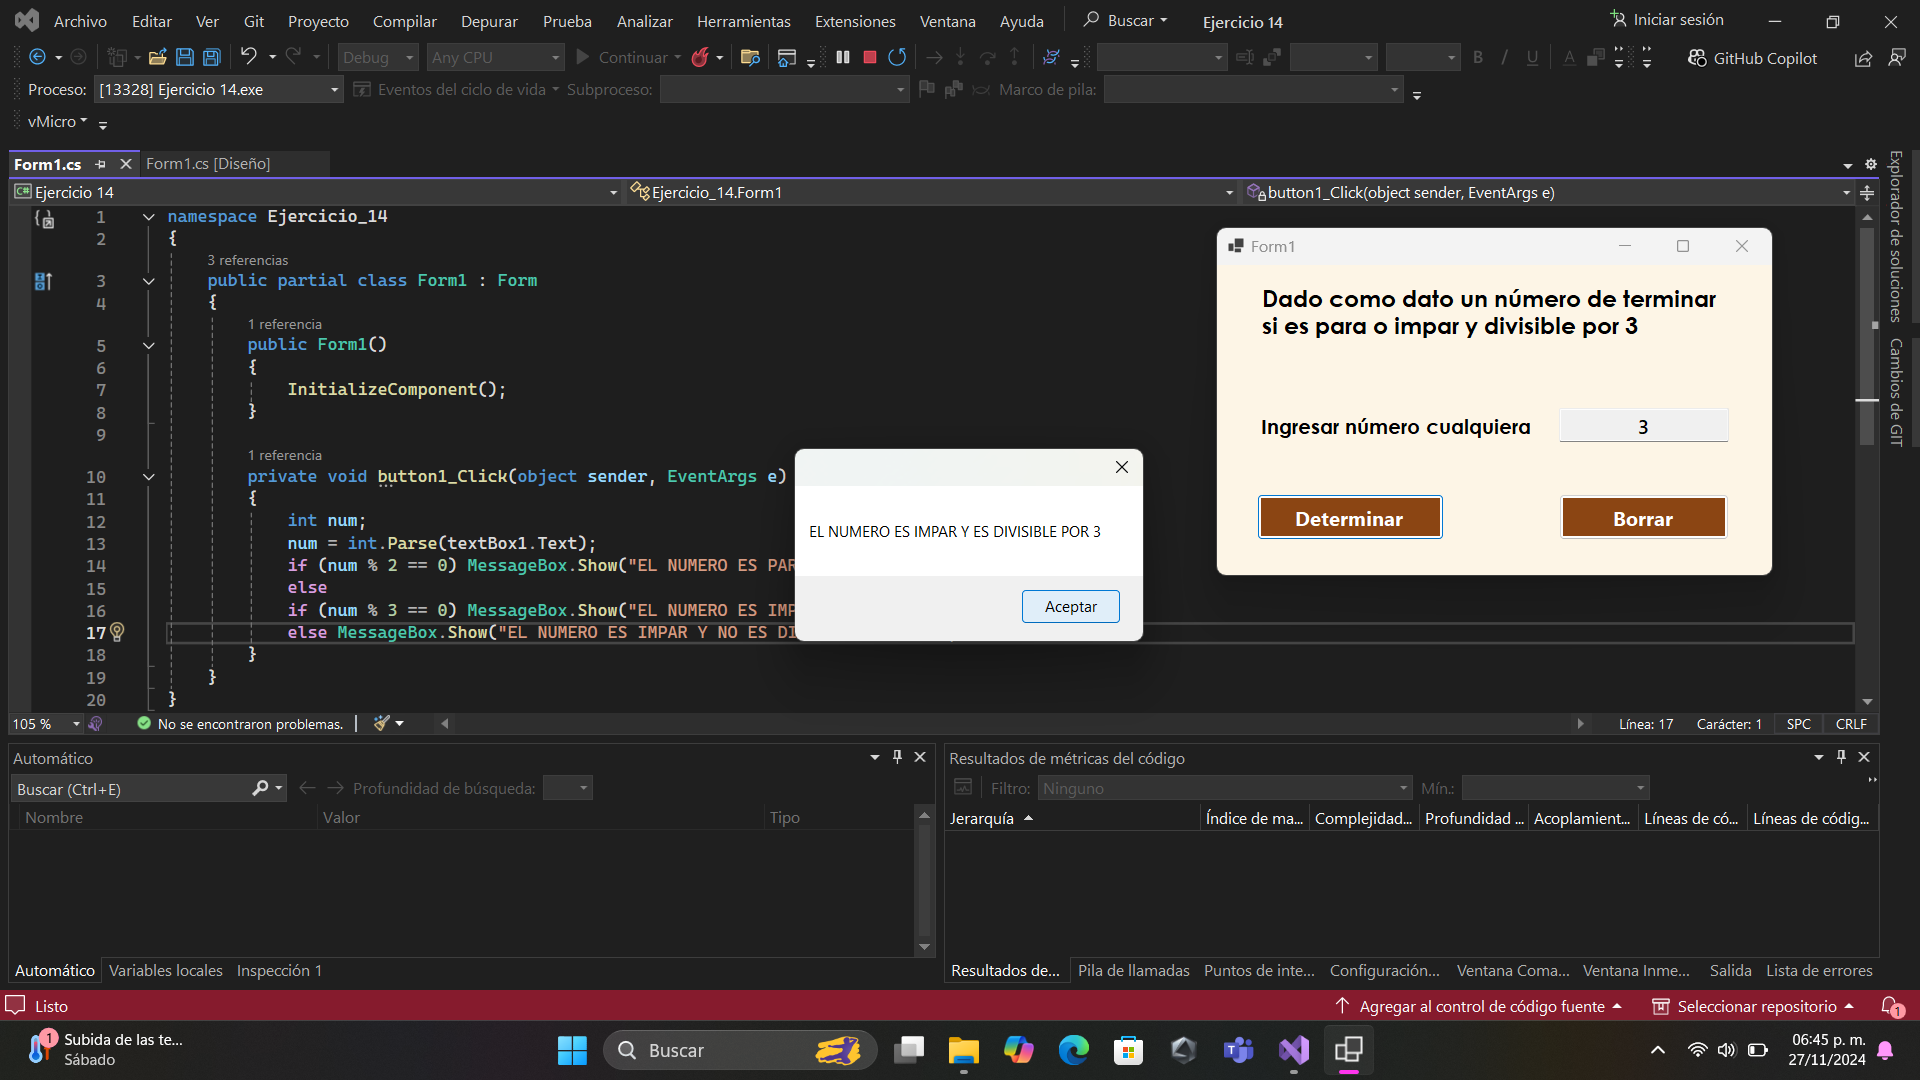 Archivo Editar Ver Git Proyecto Compilar Depurar Prueba Analizar Herramientas Extensiones Ventana Ayuda Buscar Ejercicio 14 Iniciar sesión
Debug Any CPU Continuar GitHub Copilot
Proceso: [13328] Ejercicio 14.exe Eventos del ciclo de vida Subproceso: Marco de pila:
vMicro
Form1.cs Form1.cs [Diseño]
Ejercicio 14 Ejercicio_14.Form1 button1_Click(object sender, EventArgs e)
1 namespace Ejercicio_14
2 {
3 referencias
3 public partial class Form1 : Form
4 {
1 referencia
5 public Form1()
6 {
7 InitializeComponent();
8 }
9
1 referencia
10 private void button1_Click(object sender, EventArgs e)
11 {
12 int num;
13 num = int.Parse(textBox1.Text);
14 if (num % 2 == 0) MessageBox.Show("EL NUMERO ES PAR
15 else
16 if (num % 3 == 0) MessageBox.Show("EL NUMERO ES IMP
17 else MessageBox.Show("EL NUMERO ES IMPAR Y NO ES DI
18 }
19 }
20 }
Form1
Dado como dato un número de terminar
si es para o impar y divisible por 3
Ingresar número cualquiera 3
Determinar Borrar
EL NUMERO ES IMPAR Y ES DIVISIBLE POR 3
Aceptar
Explorador de soluciones
Cambios de GIT
105 % No se encontraron problemas. Línea: 17 Carácter: 1 SPC CRLF
Automático
Buscar (Ctrl+E) Profundidad de búsqueda:
Nombre Valor Tipo
Automático Variables locales Inspección 1
Resultados de métricas del código
Filtro: Ninguno Mín.:
Jerarquía Índice de ma... Complejidad... Profundidad ... Acoplamient... Líneas de có... Líneas de códig...
Resultados de... Pila de llamadas Puntos de inte... Configuración... Ventana Coma... Ventana Inme... Salida Lista de errores
Listo Agregar al control de código fuente Seleccionar repositorio 1
1 Subida de las te...
Sábado
Buscar
06:45 p. m.
27/11/2024